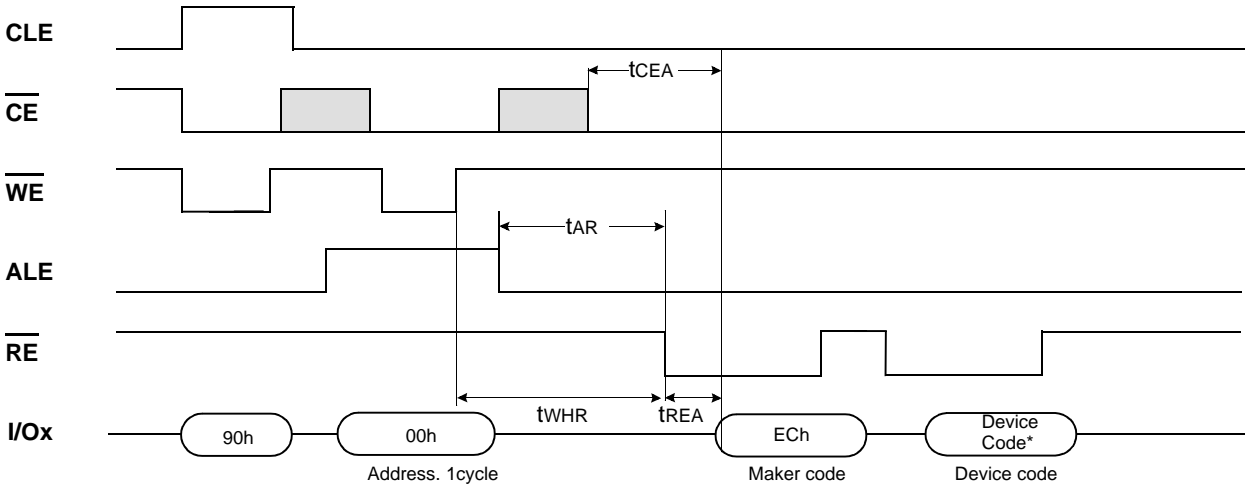 CLE
tCEA
CE
WE
tAR
ALE
RE
tWHR
tREA
I/Ox
90h
00h
ECh
Device
Code*
Address. 1cycle
Maker code
Device code